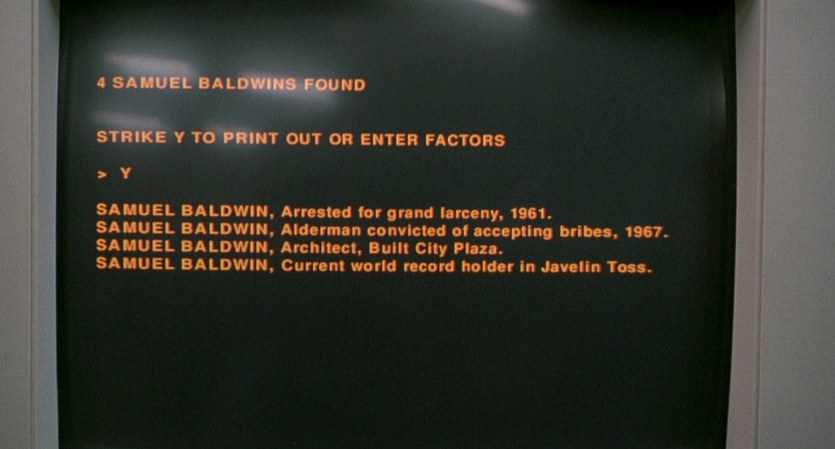 4 SAMUEL BALDWINS FOUND
STRIKE Y TO PRINT OUT OR ENTER FACTORS
> Y
SAMUEL BALDWIN, Arrested for grand larceny, 1961.
SAMUEL BALDWIN, Alderman convicted of accepting bribes, 1967.
SAMUEL BALDWIN, Architect, Built City Plaza.
SAMUEL BALDWIN, Current world record holder in Javelin Toss.